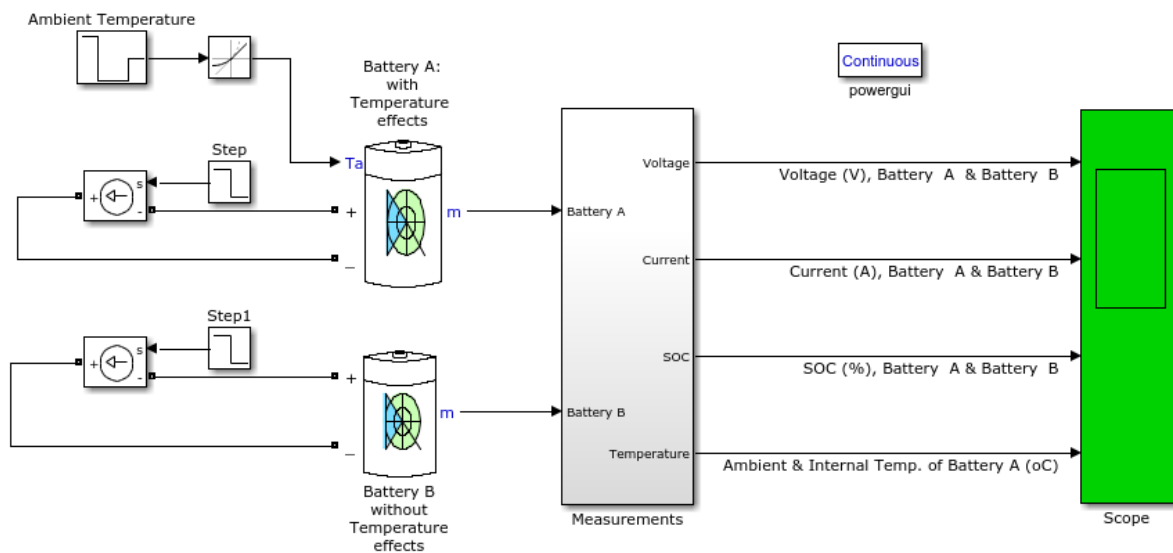 Ambient Temperature
Continuous
powergui
Battery A:
with
Temperature
effects
Step
Ta
s
+
-
+
_
m
Battery A
Voltage
Voltage (V), Battery  A  & Battery  B
Current
Current (A), Battery  A & Battery B
Step1
s
+
-
+
_
m
Battery B
SOC
SOC (%), Battery  A & Battery  B
Temperature
Ambient & Internal Temp. of Battery A (oC)
Battery B
without
Temperature
effects
Measurements
Scope